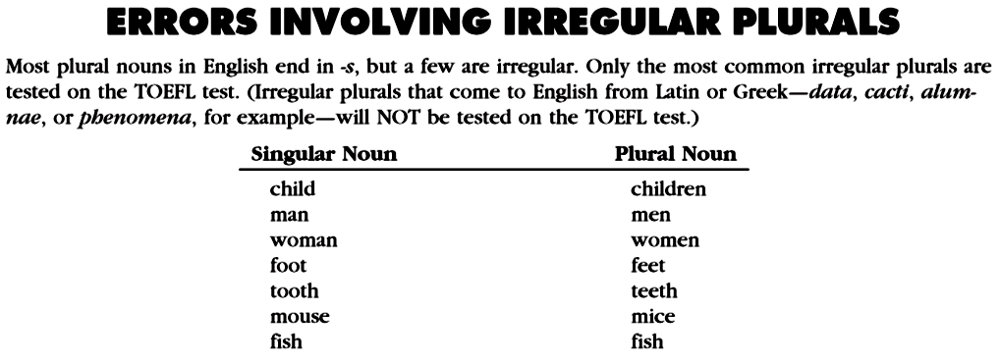 ERRORS INVOLVING IRREGULAR PLURALS
Most plural nouns in English end in -s, but a few are irregular. Only the most common irregular plurals are
tested on the TOEFL test. (Irregular plurals that come to English from Latin or Greek—data, cacti, alum-
nae, or phenomena, for example—will NOT be tested on the TOEFL test.)
Singular Noun Plural Noun
child children
man men
woman women
foot feet
tooth teeth
mouse mice
fish fish